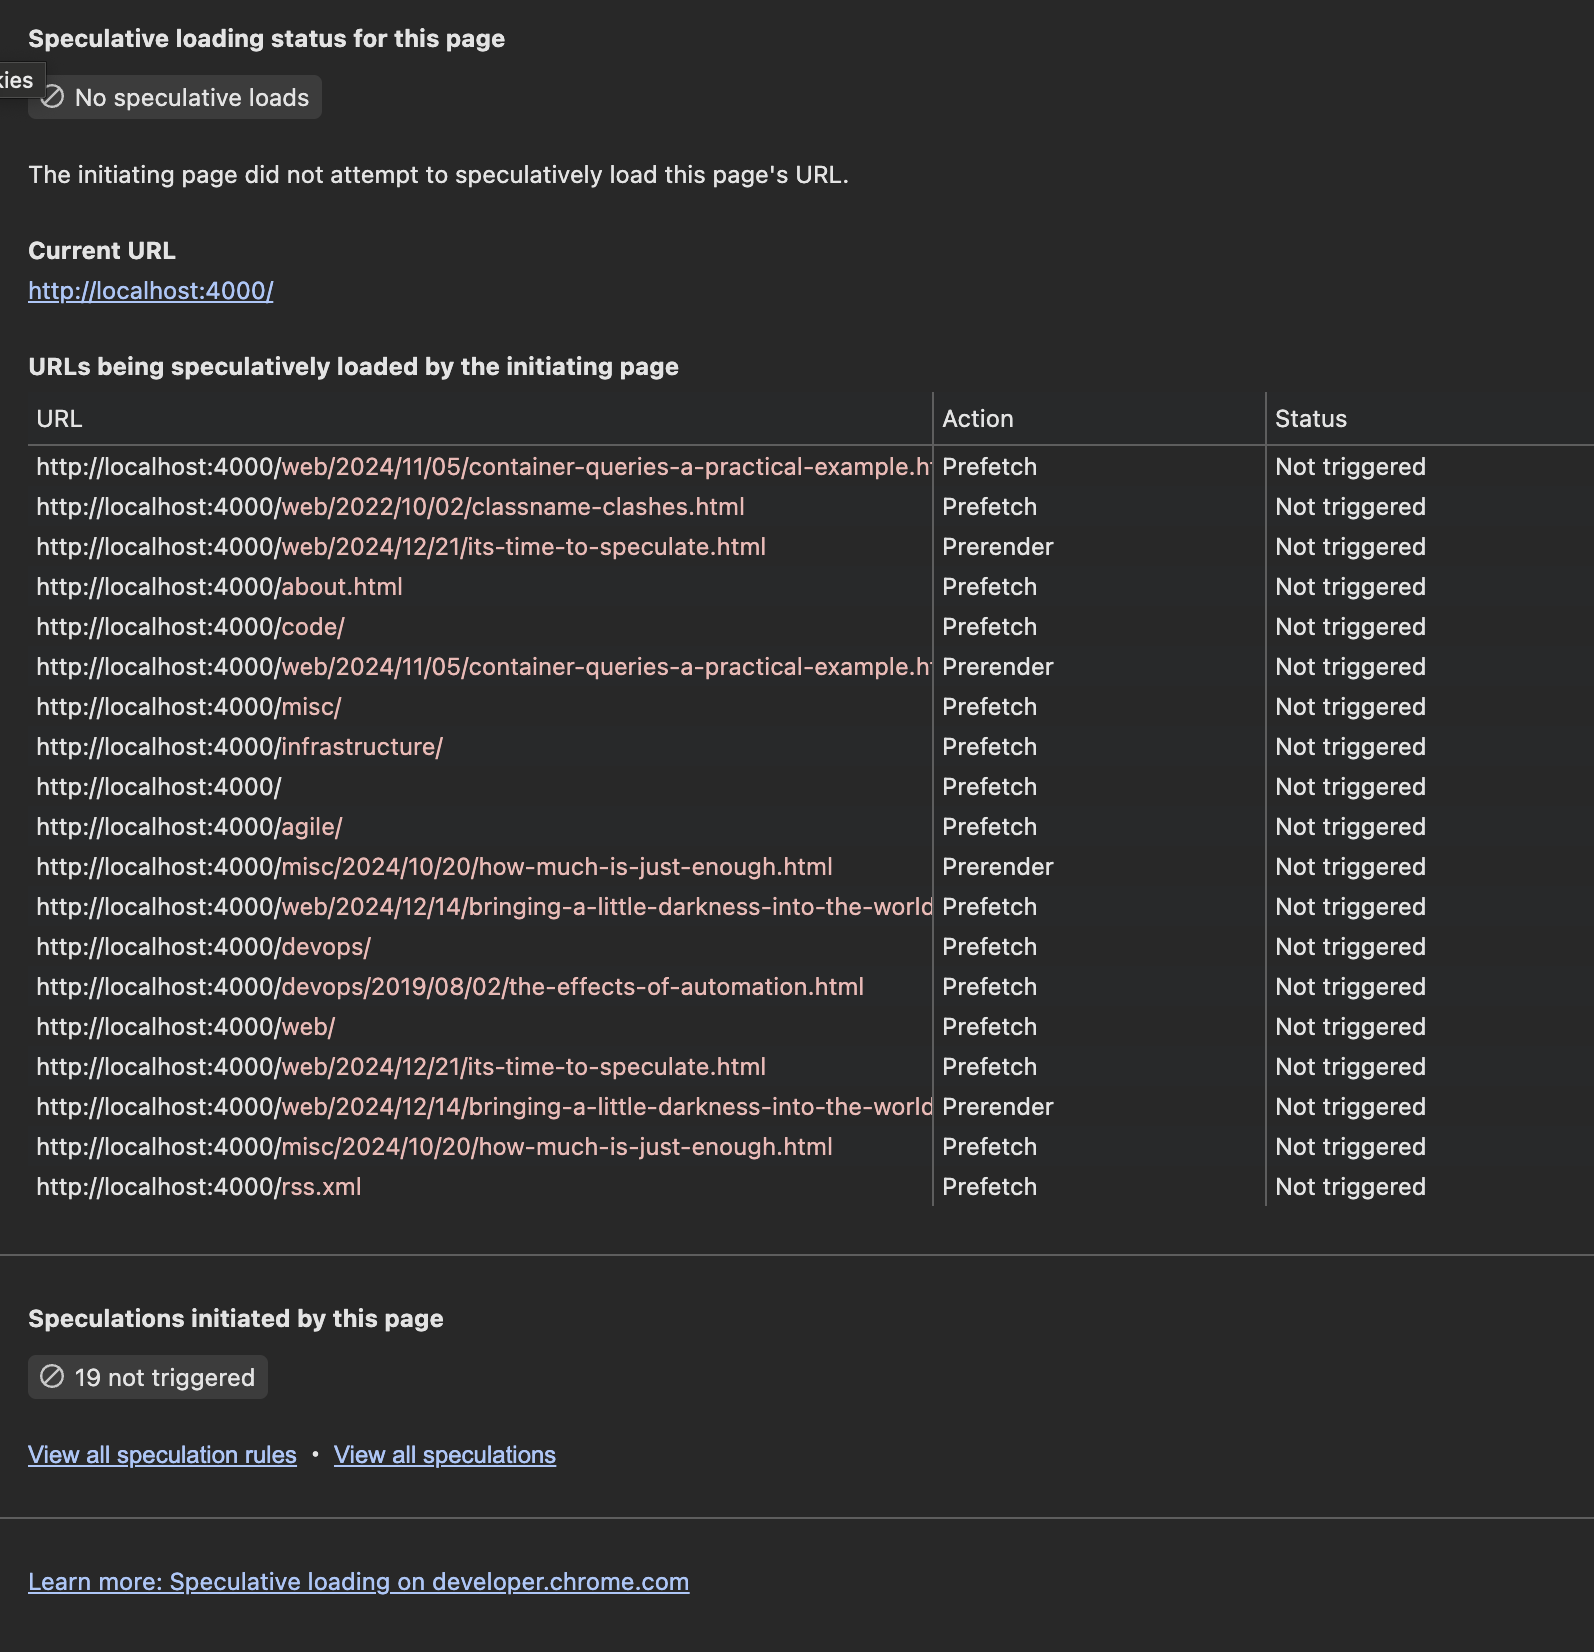 Speculative loading status for this page
kies
No speculative loads
The initiating page did not attempt to speculatively load this page's URL.
Current URL
http://localhost:4000/
URLs being speculatively loaded by the initiating page
URL Action Status
http://localhost:4000/web/2024/11/05/container-queries-a-practical-example.ht Prefetch Not triggered
http://localhost:4000/web/2022/10/02/classname-clashes.html Prefetch Not triggered
http://localhost:4000/web/2024/12/21/its-time-to-speculate.html Prerender Not triggered
http://localhost:4000/about.html Prefetch Not triggered
http://localhost:4000/code/ Prefetch Not triggered
http://localhost:4000/web/2024/11/05/container-queries-a-practical-example.ht Prerender Not triggered
http://localhost:4000/misc/ Prefetch Not triggered
http://localhost:4000/infrastructure/ Prefetch Not triggered
http://localhost:4000/ Prefetch Not triggered
http://localhost:4000/agile/ Prefetch Not triggered
http://localhost:4000/misc/2024/10/20/how-much-is-just-enough.html Prerender Not triggered
http://localhost:4000/web/2024/12/14/bringing-a-little-darkness-into-the-world Prefetch Not triggered
http://localhost:4000/devops/ Prefetch Not triggered
http://localhost:4000/devops/2019/08/02/the-effects-of-automation.html Prefetch Not triggered
http://localhost:4000/web/ Prefetch Not triggered
http://localhost:4000/web/2024/12/21/its-time-to-speculate.html Prefetch Not triggered
http://localhost:4000/web/2024/12/14/bringing-a-little-darkness-into-the-world Prerender Not triggered
http://localhost:4000/misc/2024/10/20/how-much-is-just-enough.html Prefetch Not triggered
http://localhost:4000/rss.xml Prefetch Not triggered
Speculations initiated by this page
19 not triggered
View all speculation rules • View all speculations
Learn more: Speculative loading on developer.chrome.com